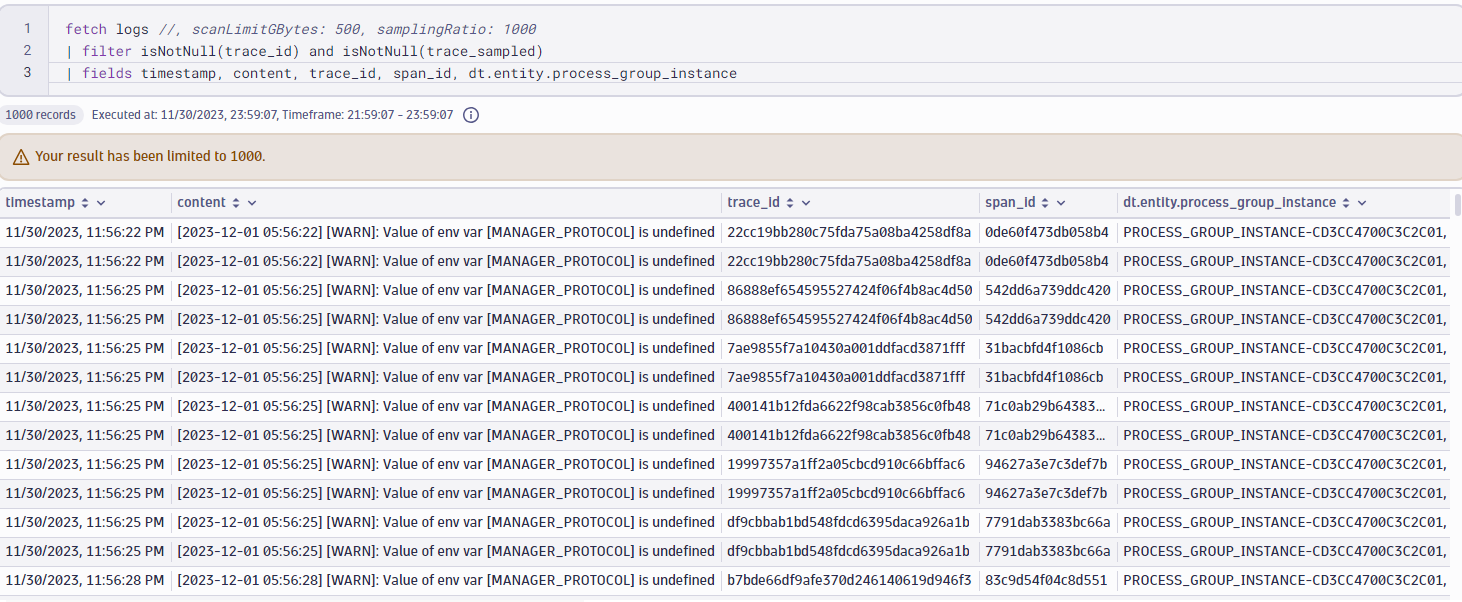 1 fetch logs //, scanLimitGBytes: 500, samplingRatio: 1000
2 | filter isNotNull(trace_id) and isNotNull(trace_sampled)
3 | fields timestamp, content, trace_id, span_id, dt.entity.process_group_instance
1000 records Executed at: 11/30/2023, 23:59:07, Timeframe: 21:59:07 - 23:59:07
Your result has been limited to 1000.
timestamp content trace_id span_id dt.entity.process_group_instance
11/30/2023, 11:56:22 PM [2023-12-01 05:56:22] [WARN]: Value of env var [MANAGER_PROTOCOL] is undefined 22cc19bb280c75fda75a08ba4258df8a 0de60f473db058b4 PROCESS_GROUP_INSTANCE-CD3CC4700C3C2C01,
11/30/2023, 11:56:22 PM [2023-12-01 05:56:22] [WARN]: Value of env var [MANAGER_PROTOCOL] is undefined 22cc19bb280c75fda75a08ba4258df8a 0de60f473db058b4 PROCESS_GROUP_INSTANCE-CD3CC4700C3C2C01,
11/30/2023, 11:56:25 PM [2023-12-01 05:56:25] [WARN]: Value of env var [MANAGER_PROTOCOL] is undefined 86888ef654595527424f06f4b8ac4d50 542dd6a739ddc420 PROCESS_GROUP_INSTANCE-CD3CC4700C3C2C01,
11/30/2023, 11:56:25 PM [2023-12-01 05:56:25] [WARN]: Value of env var [MANAGER_PROTOCOL] is undefined 86888ef654595527424f06f4b8ac4d50 542dd6a739ddc420 PROCESS_GROUP_INSTANCE-CD3CC4700C3C2C01,
11/30/2023, 11:56:25 PM [2023-12-01 05:56:25] [WARN]: Value of env var [MANAGER_PROTOCOL] is undefined 7ae9855f7a10430a001ddfacd3871fff 31bacbfd4f1086cb PROCESS_GROUP_INSTANCE-CD3CC4700C3C2C01,
11/30/2023, 11:56:25 PM [2023-12-01 05:56:25] [WARN]: Value of env var [MANAGER_PROTOCOL] is undefined 7ae9855f7a10430a001ddfacd3871fff 31bacbfd4f1086cb PROCESS_GROUP_INSTANCE-CD3CC4700C3C2C01,
11/30/2023, 11:56:25 PM [2023-12-01 05:56:25] [WARN]: Value of env var [MANAGER_PROTOCOL] is undefined 400141b12fda6622f98cab3856c0fb48 71c0ab29b64383... PROCESS_GROUP_INSTANCE-CD3CC4700C3C2C01,
11/30/2023, 11:56:25 PM [2023-12-01 05:56:25] [WARN]: Value of env var [MANAGER_PROTOCOL] is undefined 400141b12fda6622f98cab3856c0fb48 71c0ab29b64383... PROCESS_GROUP_INSTANCE-CD3CC4700C3C2C01,
11/30/2023, 11:56:25 PM [2023-12-01 05:56:25] [WARN]: Value of env var [MANAGER_PROTOCOL] is undefined 19997357a1ff2a05cbcd910c66bffac6 94627a3e7c3def7b PROCESS_GROUP_INSTANCE-CD3CC4700C3C2C01,
11/30/2023, 11:56:25 PM [2023-12-01 05:56:25] [WARN]: Value of env var [MANAGER_PROTOCOL] is undefined 19997357a1ff2a05cbcd910c66bffac6 94627a3e7c3def7b PROCESS_GROUP_INSTANCE-CD3CC4700C3C2C01,
11/30/2023, 11:56:25 PM [2023-12-01 05:56:25] [WARN]: Value of env var [MANAGER_PROTOCOL] is undefined df9cbbab1bd548fdcd6395daca926a1b 7791dab3383bc66a PROCESS_GROUP_INSTANCE-CD3CC4700C3C2C01,
11/30/2023, 11:56:25 PM [2023-12-01 05:56:25] [WARN]: Value of env var [MANAGER_PROTOCOL] is undefined df9cbbab1bd548fdcd6395daca926a1b 7791dab3383bc66a PROCESS_GROUP_INSTANCE-CD3CC4700C3C2C01,
11/30/2023, 11:56:28 PM [2023-12-01 05:56:28] [WARN]: Value of env var [MANAGER_PROTOCOL] is undefined b7bde66df9afe370d246140619d946f3 83c9d54f04c8d551 PROCESS_GROUP_INSTANCE-CD3CC4700C3C2C01,